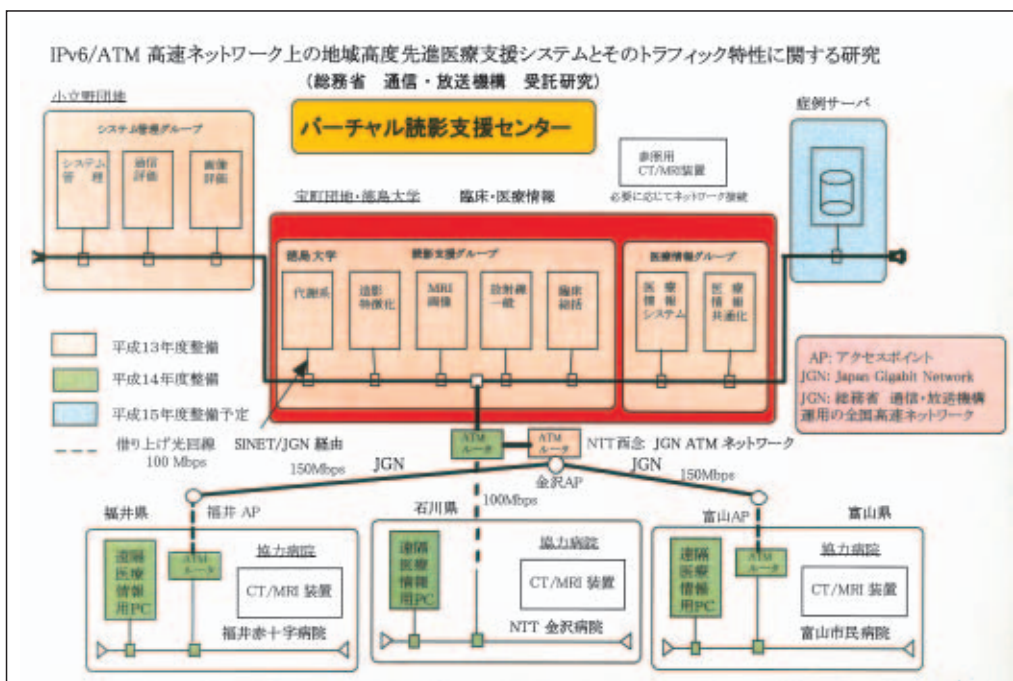 IPv6/ATM 高速ネットワーク上の地域高度先進医療支援システムとそのトラフィック特性に関する研究
(総務省 通信・放送機構 受託研究)
小立野団地
バーチャル読影支援センター
症例サーバ
システム管理グループ
システム
管理
通信
評価
画像
評価
参照用
CT/MRI装置
必要に応じてネットワーク接続
宝町団地・徳島大学
臨床・医療情報
徳島大学
読影支援グループ
医療情報グループ
代謝系
造影
特徴化
MRI
画像
放射線
一般
臨床
総括
医療
情報
システム
医療
情報
共通化
平成13年度整備
平成14年度整備
平成15年度整備予定
借り上げ光回線
100 Mbps
SINET/JGN 経由
AP: アクセスポイント
JGN: Japan Gigabit Network
JGN: 総務省 通信・放送機構
運用の全国高速ネットワーク
ATM
ルータ
ATM
ルータ
NTT西念 JGN ATM ネットワーク
150Mbps
JGN
金沢AP
JGN
150Mbps
100Mbps
福井県
福井 AP
石川県
富山AP
富山県
遠隔
医療
情報
用PC
ATM
ルータ
協力病院
CT/MRI 装置
福井赤十字病院
遠隔
医療
情報
用PC
協力病院
CT/MRI 装置
NTT 金沢病院
遠隔
医療
情報
用PC
ATM
ルータ
協力病院
CT/MRI 装置
富山市民病院